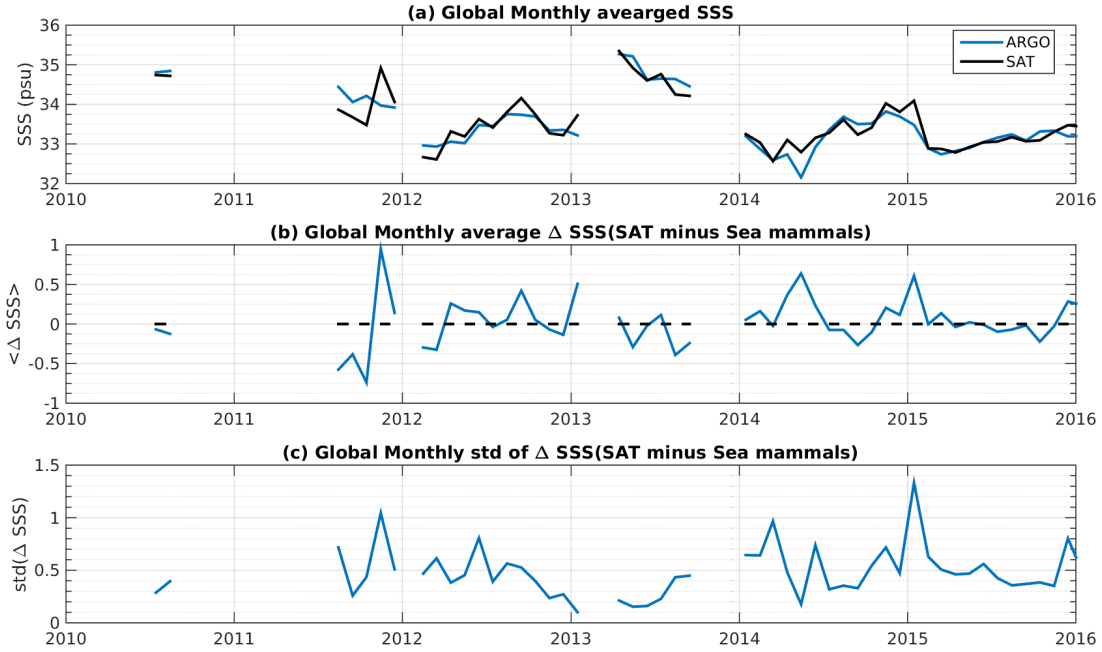 (a) Global Monthly avearged SSS
SSS (psu)
36
35
34
33
32
ARGO
SAT
2010 2011 2012 2013 2014 2015 2016
(b) Global Monthly average Δ SSS(SAT minus Sea mammals)
<Δ SSS>
1
0.5
0
-0.5
-1
2010 2011 2012 2013 2014 2015 2016
(c) Global Monthly std of Δ SSS(SAT minus Sea mammals)
std(Δ SSS)
1.5
1
0.5
0
2010 2011 2012 2013 2014 2015 2016